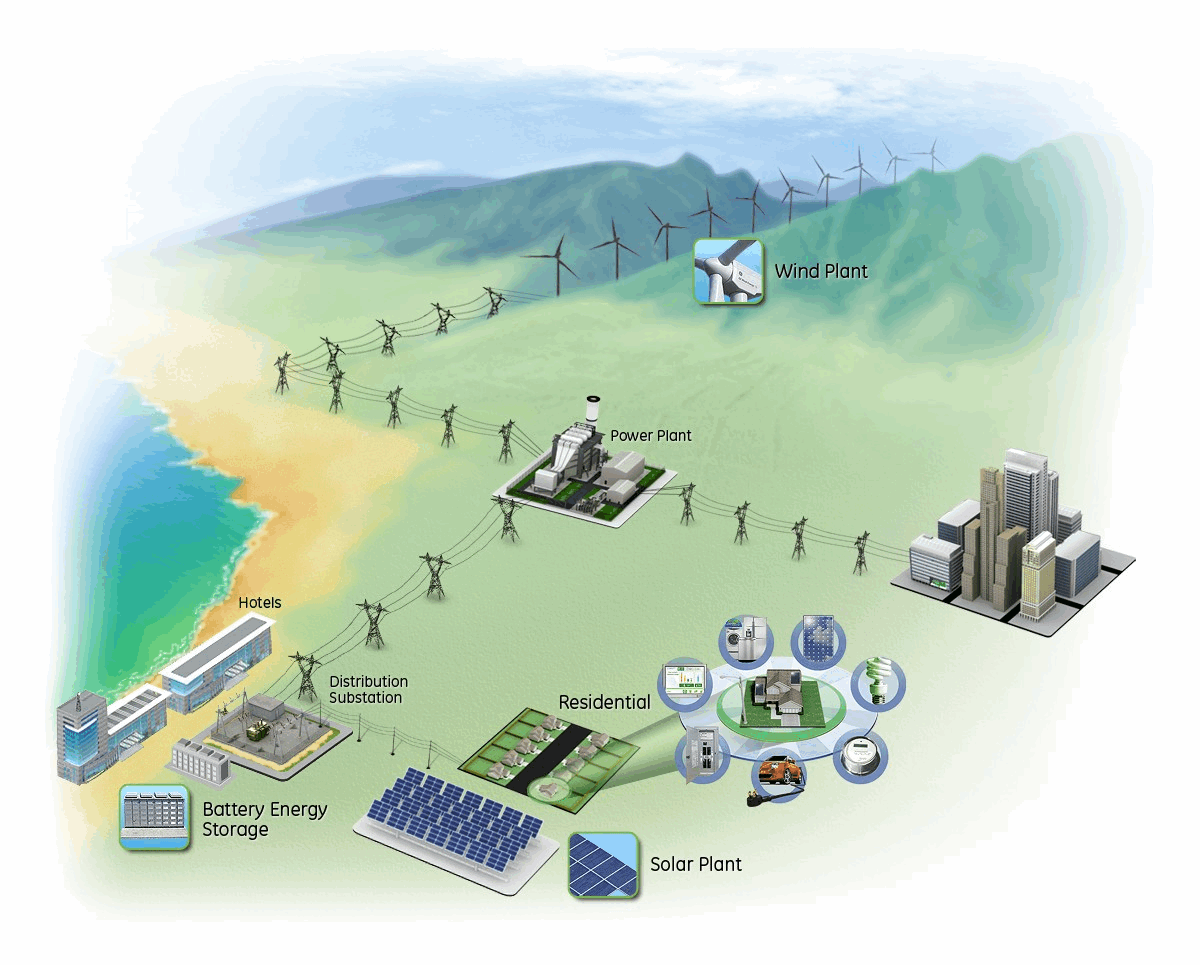 Wind Plant
Power Plant
Hotels
Distribution
Substation
Residential
Battery Energy
Storage
Solar Plant